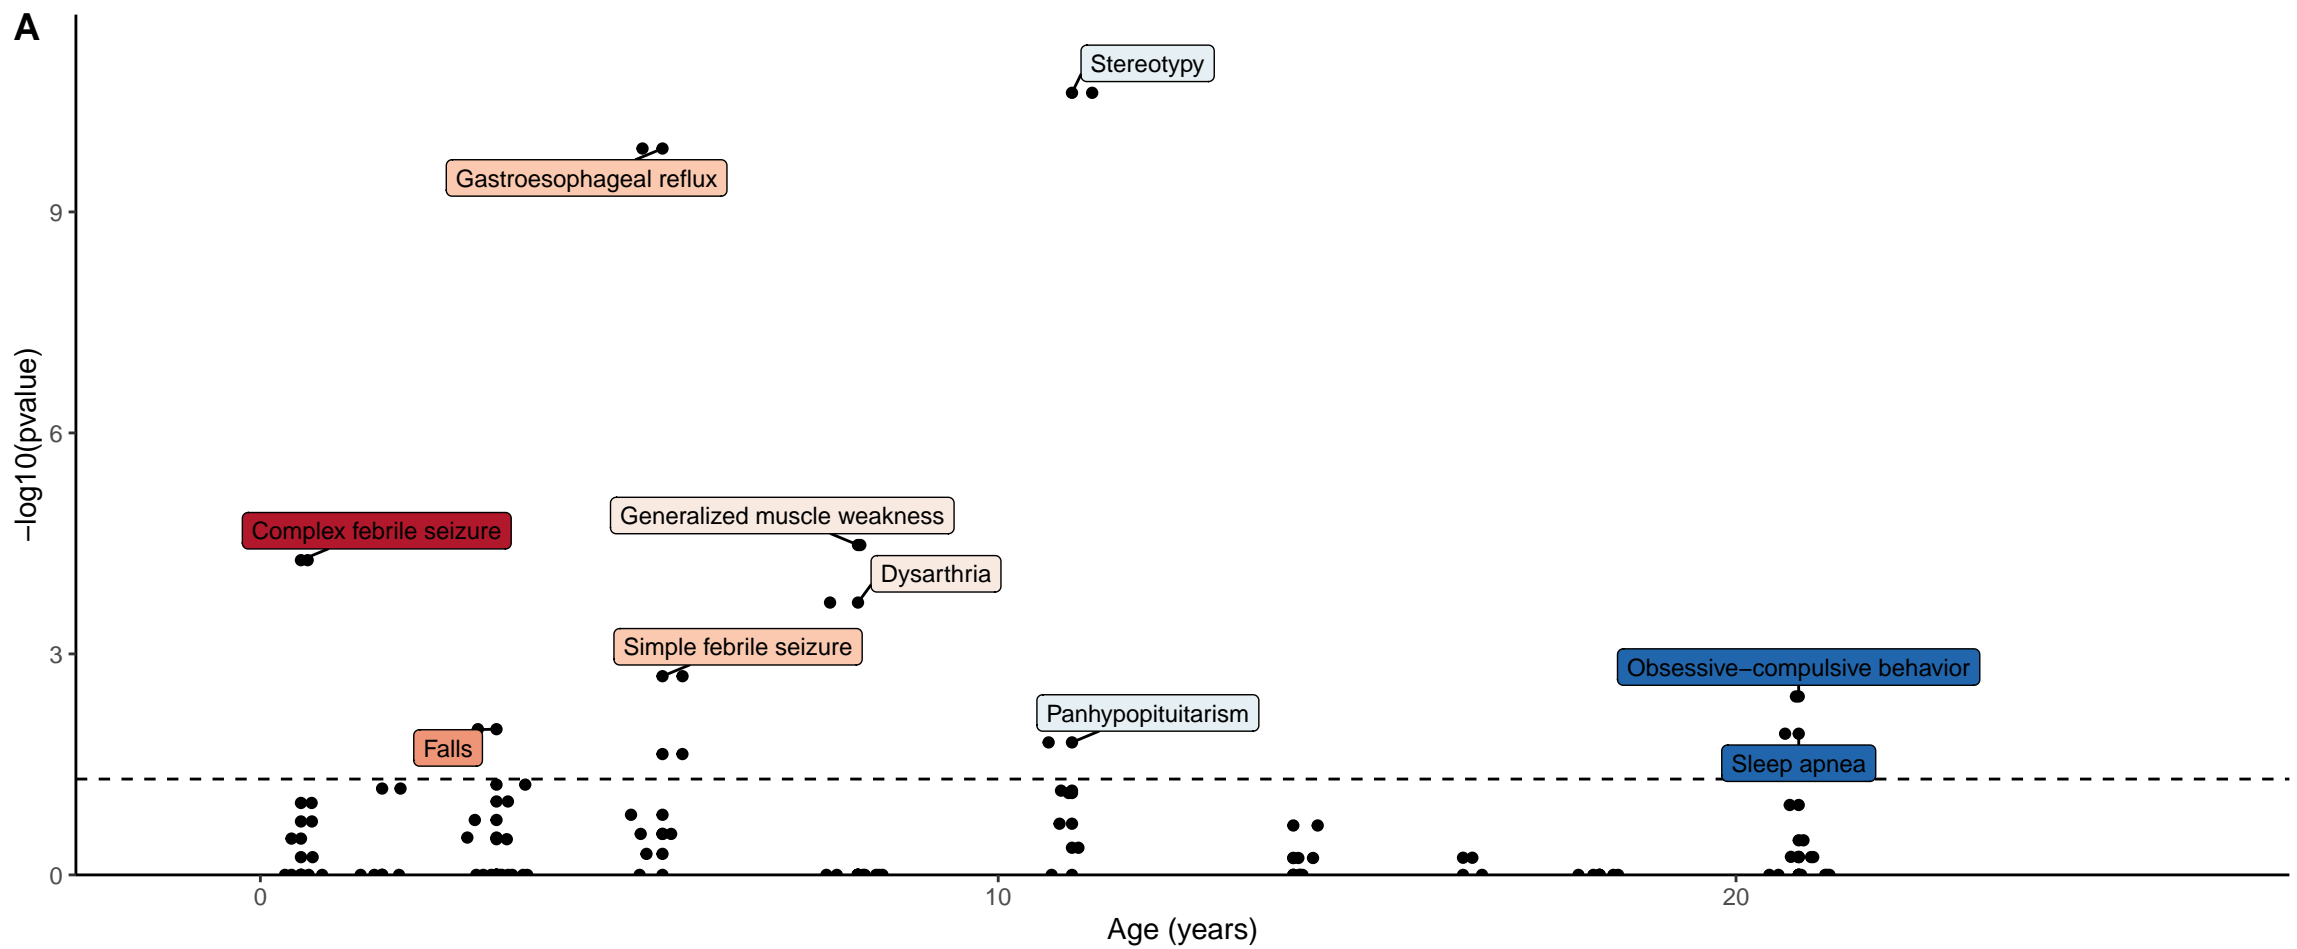 A
Stereotypy
Gastroesophageal reflux
9
−log10(pvalue)
6
Generalized muscle weakness
Complex febrile seizure
Dysarthria
Simple febrile seizure
3
Obsessive−compulsive behavior
Panhypopituitarism
Falls
Sleep apnea
0
0
10
20
Age (years)